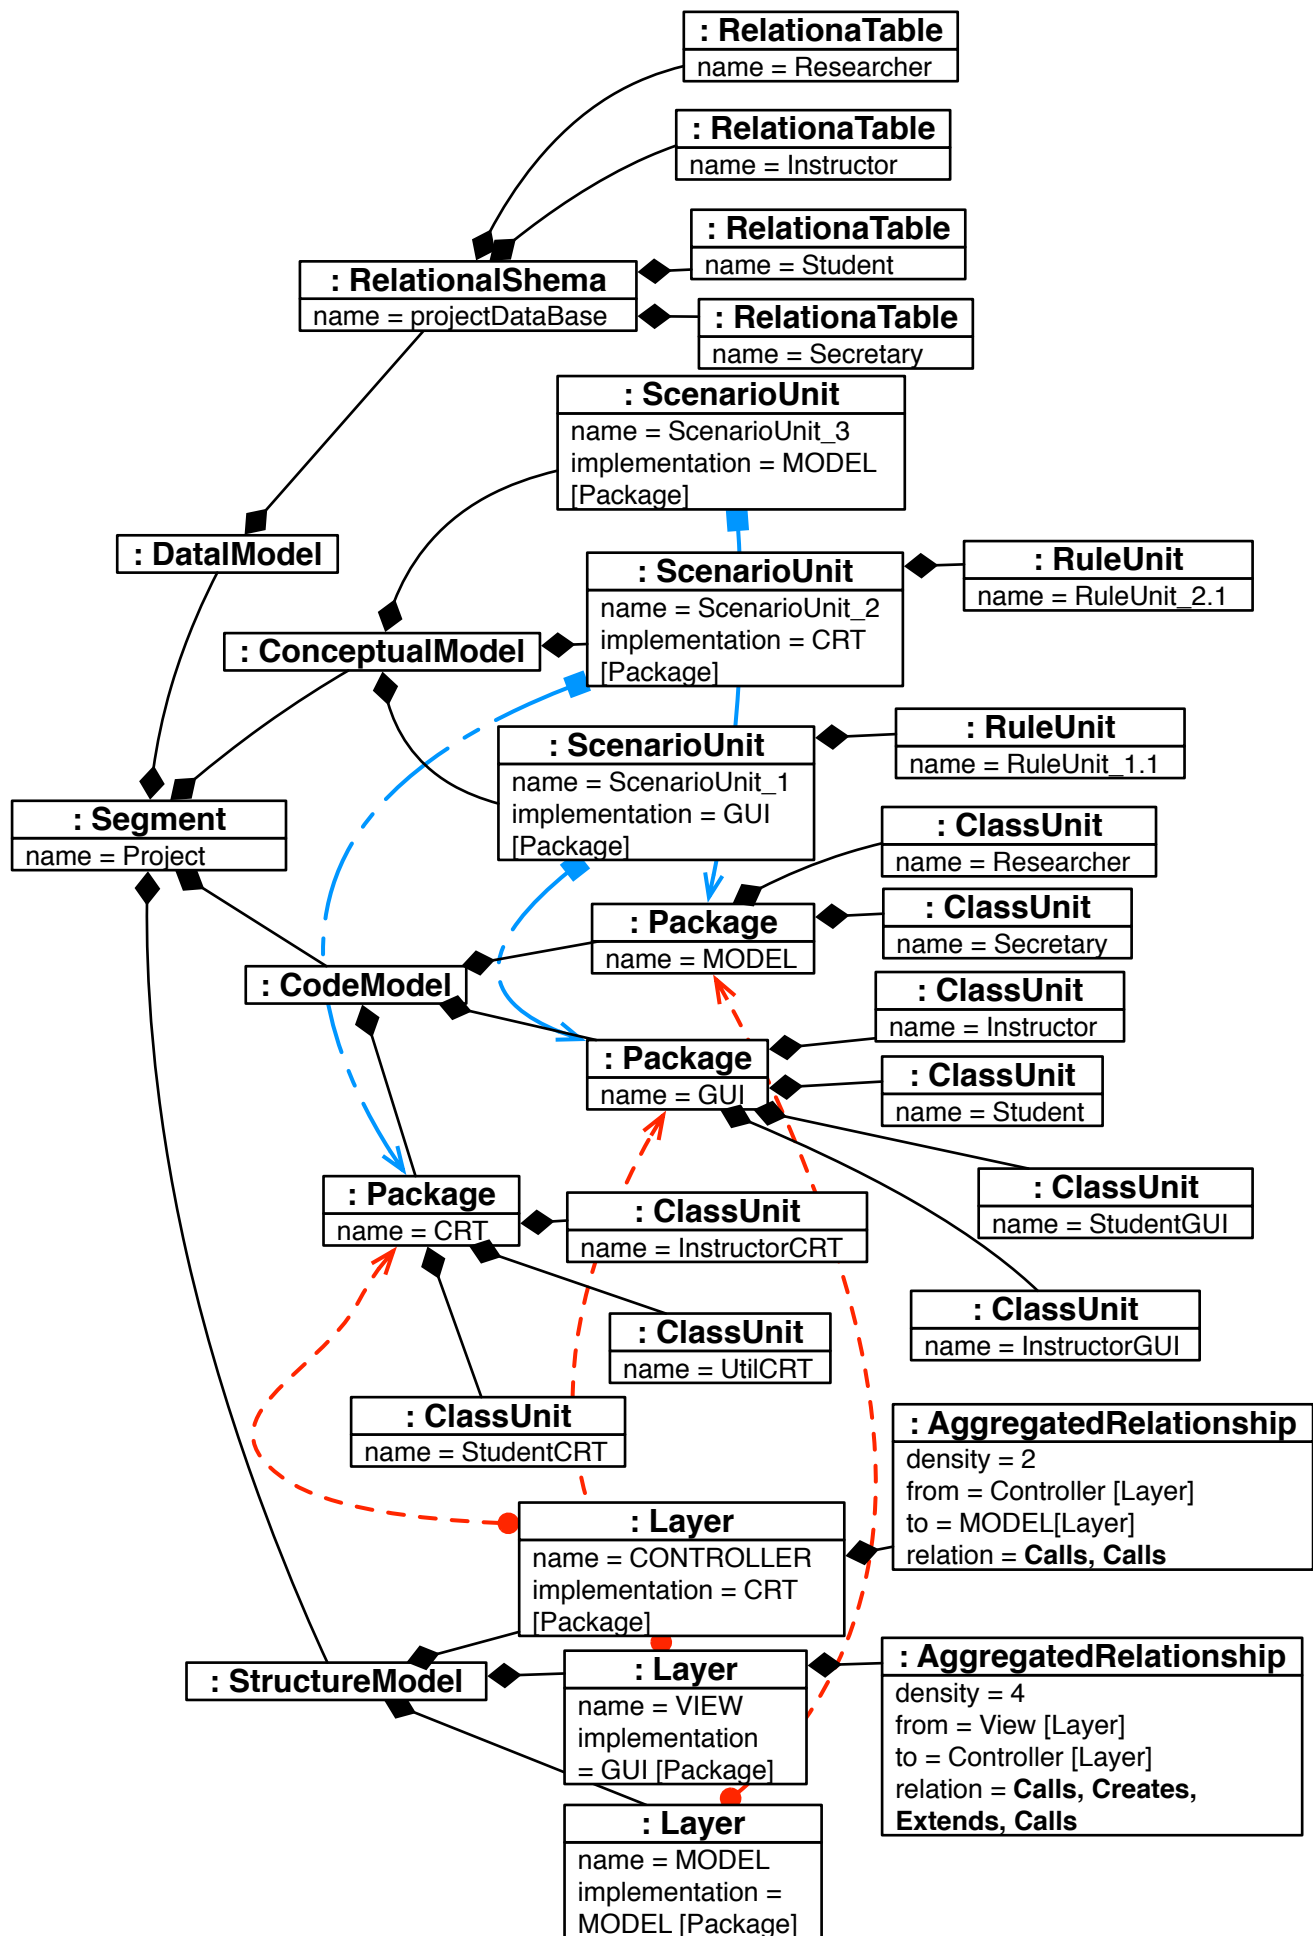 : RelationaTable
name = Researcher
: RelationaTable
name = Instructor
: RelationaTable
name = Student
: RelationalShema
name = projectDataBase
: RelationaTable
name = Secretary
: ScenarioUnit
name = ScenarioUnit_3
implementation = MODEL
[Package]
: DatalModel
: ScenarioUnit
name = ScenarioUnit_2
implementation = CRT
[Package]
: RuleUnit
name = RuleUnit_2.1
: ConceptualModel
: ScenarioUnit
name = ScenarioUnit_1
implementation = GUI
[Package]
: RuleUnit
name = RuleUnit_1.1
: Segment
name = Project
: ClassUnit
name = Researcher
: Package
name = MODEL
: ClassUnit
name = Secretary
: CodeModel
: ClassUnit
name = Instructor
: Package
name = GUI
: ClassUnit
name = Student
: ClassUnit
name = StudentGUI
: Package
name = CRT
: ClassUnit
name = InstructorCRT
: ClassUnit
name = InstructorGUI
: ClassUnit
name = UtilCRT
: ClassUnit
name = StudentCRT
: AggregatedRelationship
density = 2
from = Controller [Layer]
to = MODEL[Layer]
relation = Calls, Calls
: Layer
name = CONTROLLER
implementation = CRT
[Package]
: StructureModel
: Layer
name = VIEW
implementation
= GUI [Package]
: AggregatedRelationship
density = 4
from = View [Layer]
to = Controller [Layer]
relation = Calls, Creates,
Extends, Calls
: Layer
name = MODEL
implementation =
MODEL [Package]